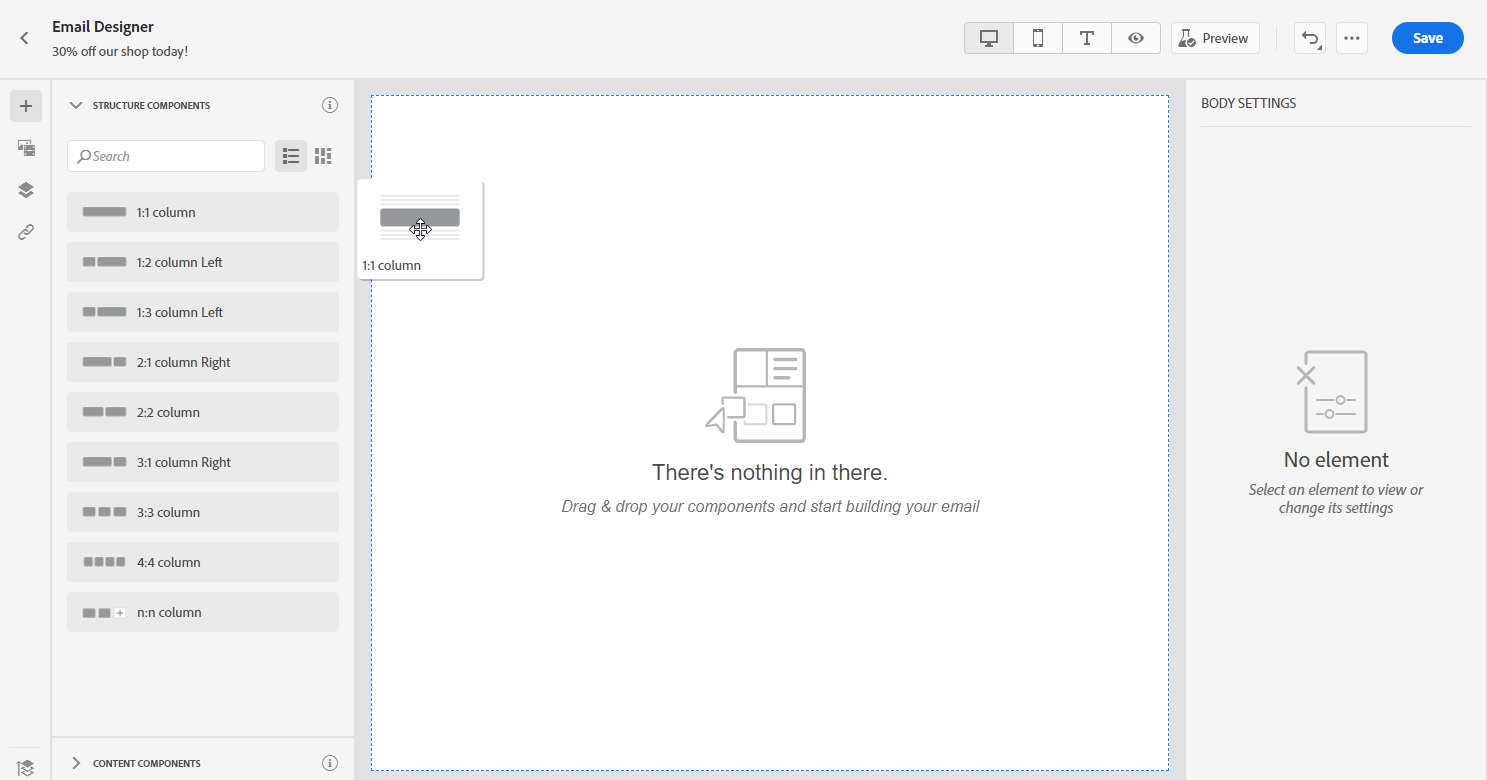 Email Designer
30% off our shop today!
Preview
Save
STRUCTURE COMPONENTS
Search
1:1 column
1:2 column Left
1:3 column Left
2:1 column Right
2:2 column
3:1 column Right
3:3 column
4:4 column
n:n column
CONTENT COMPONENTS
1:1 column
There's nothing in there.
Drag & drop your components and start building your email
BODY SETTINGS
No element
Select an element to view or
change its settings